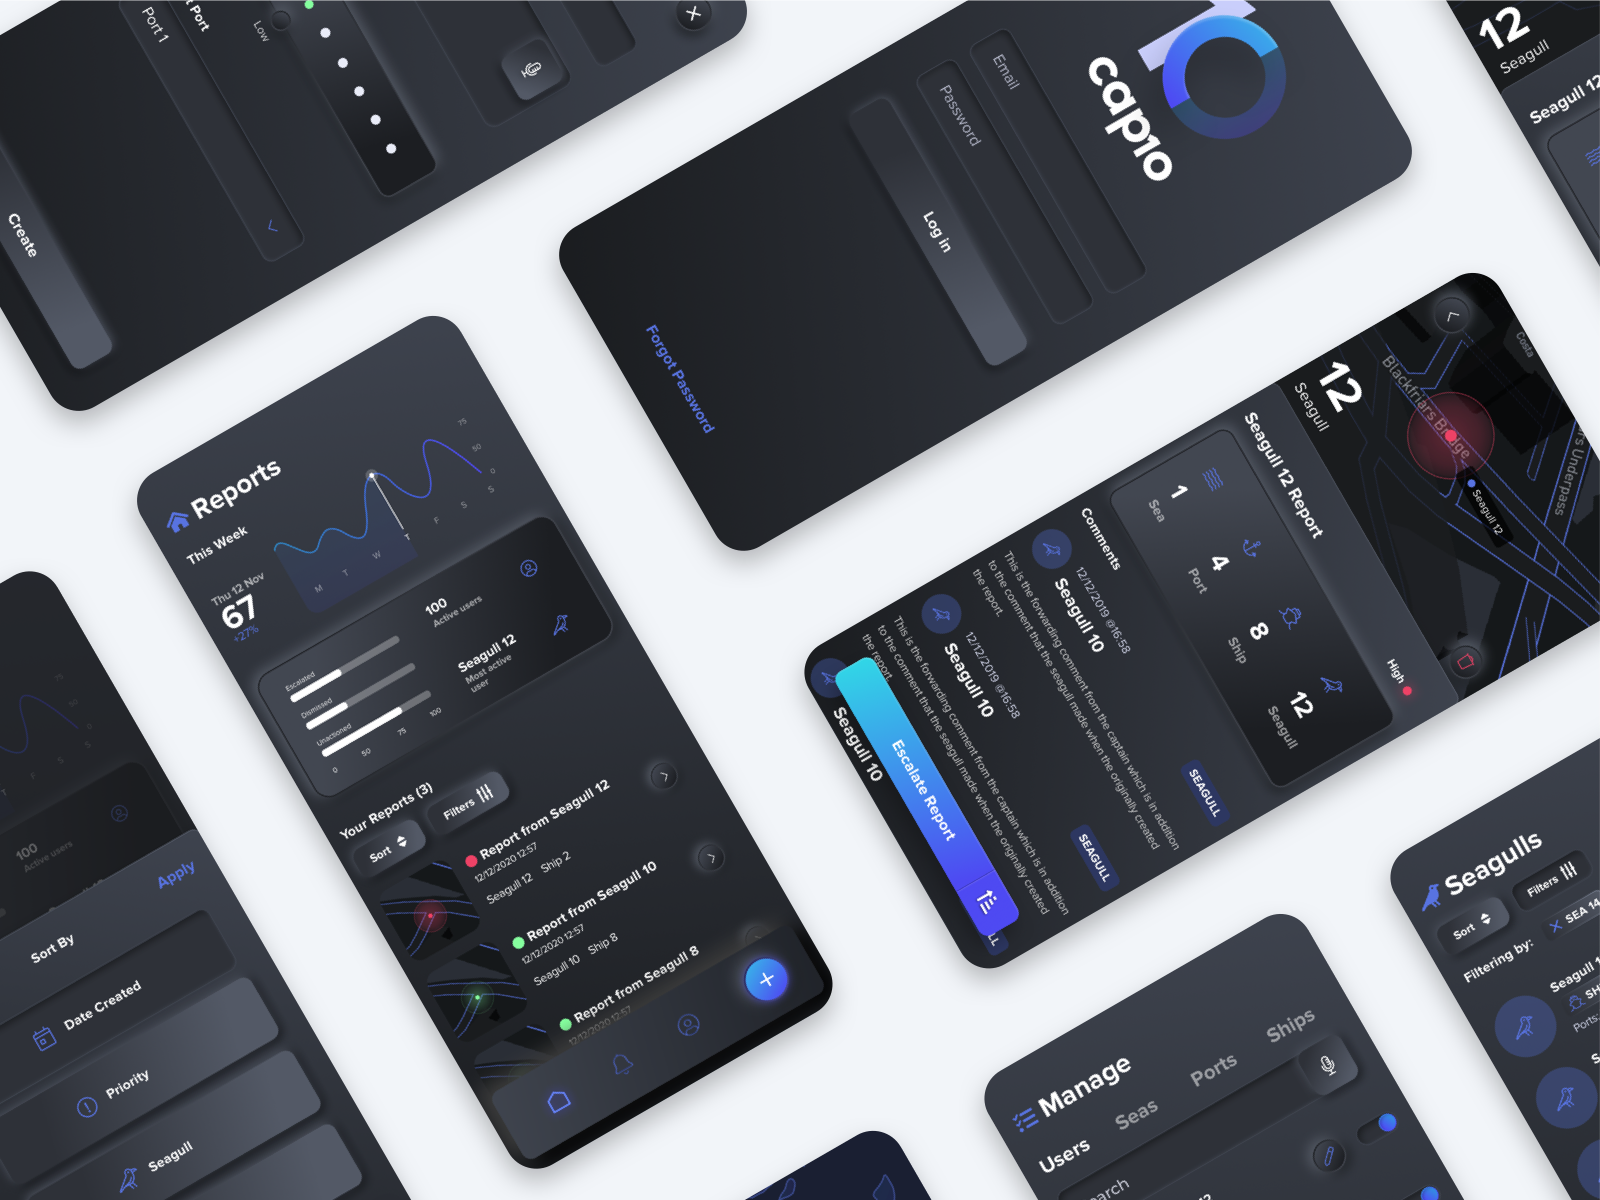 Port 1
Port
Low
Create
cap10
Email
Password
Log in
Forgot Password
12
Seagull
Seagull 12
Reports
This Week
Thu 12 Nov
67
+27%
75
50
0
M
T
W
T
F
S
S
Escalated
Dismissed
Unactioned
0
50
75
100
100
Active users
Seagull 12
Most active
user
Your Reports (3)
Sort
Filters
Report from Seagull 12
12/12/2020 12:57
Seagull 12
Ship 2
Report from Seagull 10
12/12/2020 12:57
Seagull 10
Ship 8
Report from Seagull 8
12/12/2020 12:57
12
Seagull
Blackfriars Bridge
Costa
rs Underpass
Seagull 12
Seagull 12 Report
High
1
Sea
4
Port
8
Ship
12
Seagull
Comments
12/12/2019 @16:58
Seagull 10
SEAGULL
This is the forwarding comment from the captain which is in addition
to the comment that the seagull made when the originally created
the report.
12/12/2019 @16:58
Seagull 10
SEAGULL
This is the forwarding comment from the captain which is in addition
to the comment that the seagull made when the originally created
the report.
Seagull 10
LL
Escalate Report
T
F
S
S
100
Active users
Apply
Sort By
Date Created
Priority
Seagull
Manage
Users
Seas
Ports
Ships
arch
Seagulls
Sort
Filters
Filtering by:
SEA 14
Seagull 1
SH
Ports:
S